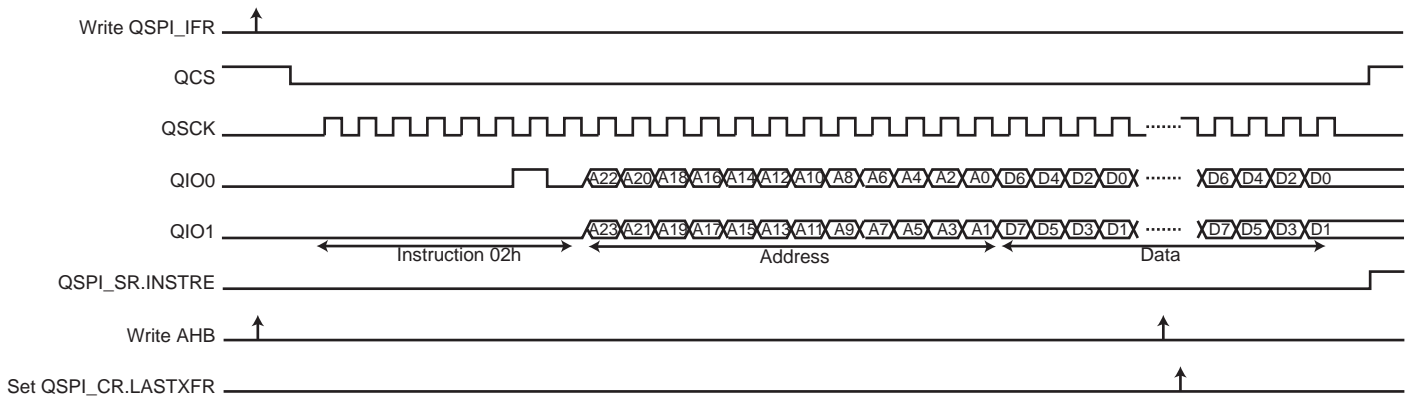 Write QSPI_IFR
QCS
QSCK
QIO0
A22 A20 A18 A16 A14 A12 A10 A8 A6 A4 A2 A0 D6 D4 D2 D0 D6 D4 D2 D0
QIO1
A23 A21 A19 A17 A15 A13 A11 A9 A7 A5 A3 A1 D7 D5 D3 D1 D7 D5 D3 D1
Instruction 02h Address Data
QSPI_SR.INSTRE
Write AHB
Set QSPI_CR.LASTXFR